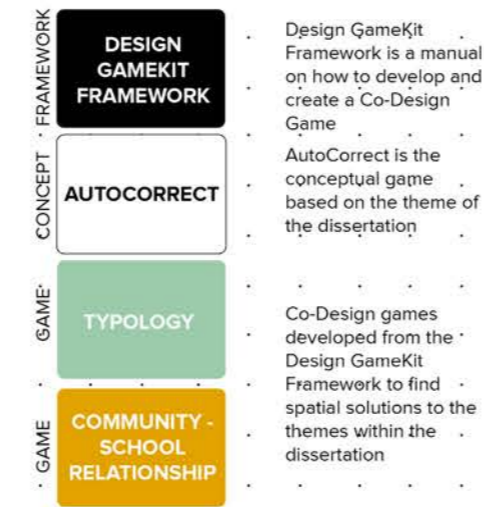 FRAMEWORK
DESIGN
GAMEKIT
FRAMEWORK
Design GameKit
Framework is a manual
on how to develop and
create a Co-Design
Game
CONCEPT
AUTOCORRECT
AutoCorrect is the
conceptual game
based on the theme of
the dissertation
GAME
TYPOLOGY
GAME
COMMUNITY -
SCHOOL
RELATIONSHIP
Co-Design games
developed from the
Design GameKit
Framework to find
spatial solutions to the
themes within the
dissertation